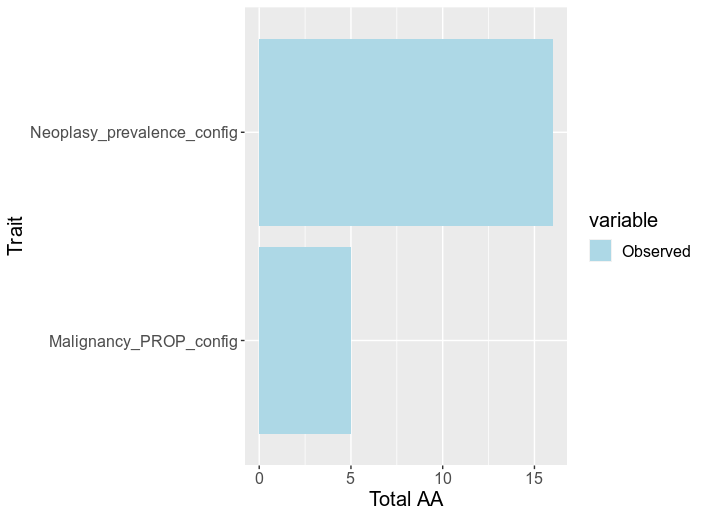 Neoplasy_prevalence_config
Malignancy_PROP_config
Trait
0 5 10 15
Total AA
variable
Observed